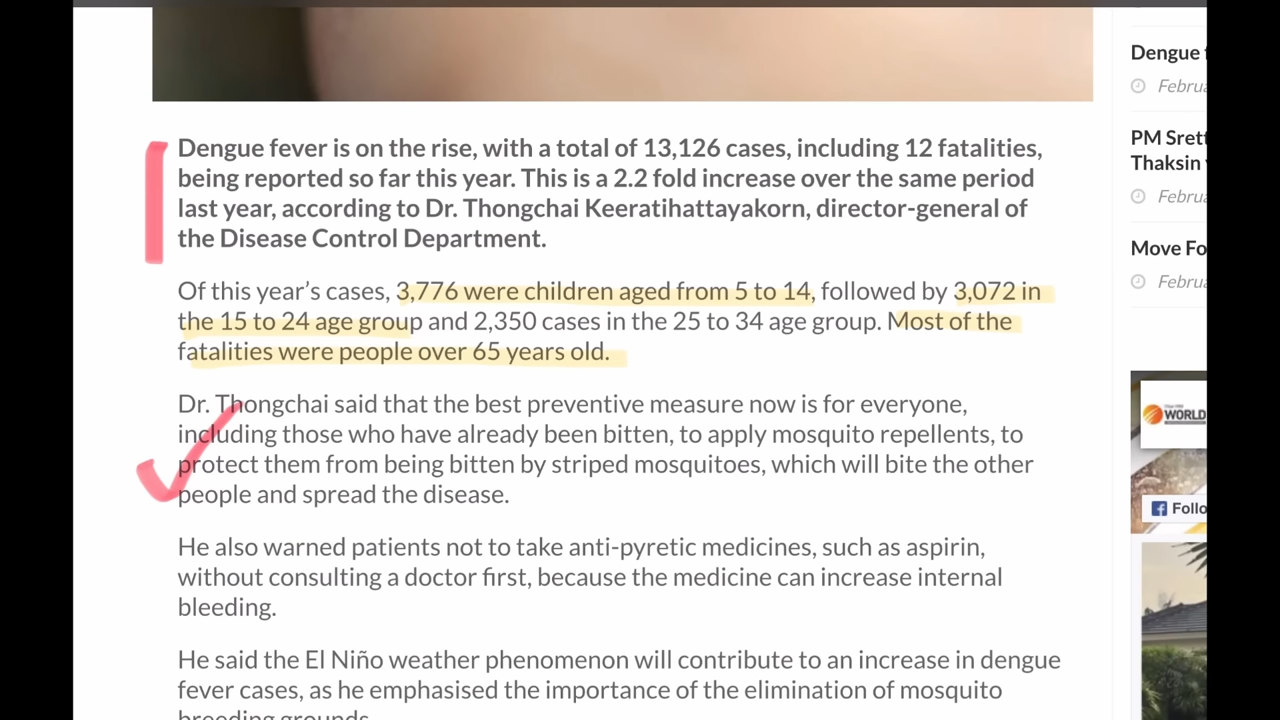 Dengue fever is on the rise, with a total of 13,126 cases, including 12 fatalities,
being reported so far this year. This is a 2.2 fold increase over the same period
last year, according to Dr. Thongchai Keeratihattayakorn, director-general of
the Disease Control Department.
Of this year's cases, 3,776 were children aged from 5 to 14, followed by 3,072 in
the 15 to 24 age group and 2,350 cases in the 25 to 34 age group. Most of the
fatalities were people over 65 years old.
Dr. Thongchai said that the best preventive measure now is for everyone,
including those who have already been bitten, to apply mosquito repellents, to
protect them from being bitten by striped mosquitoes, which will bite the other
people and spread the disease.
He also warned patients not to take anti-pyretic medicines, such as aspirin,
without consulting a doctor first, because the medicine can increase internal
bleeding.
He said the El Niño weather phenomenon will contribute to an increase in dengue
fever cases, as he emphasised the importance of the elimination of mosquito
breeding grounds.
Dengue
Februa
PM Srett
Thaksin
Februa
Move Fo
Februa
WORLD
Follo